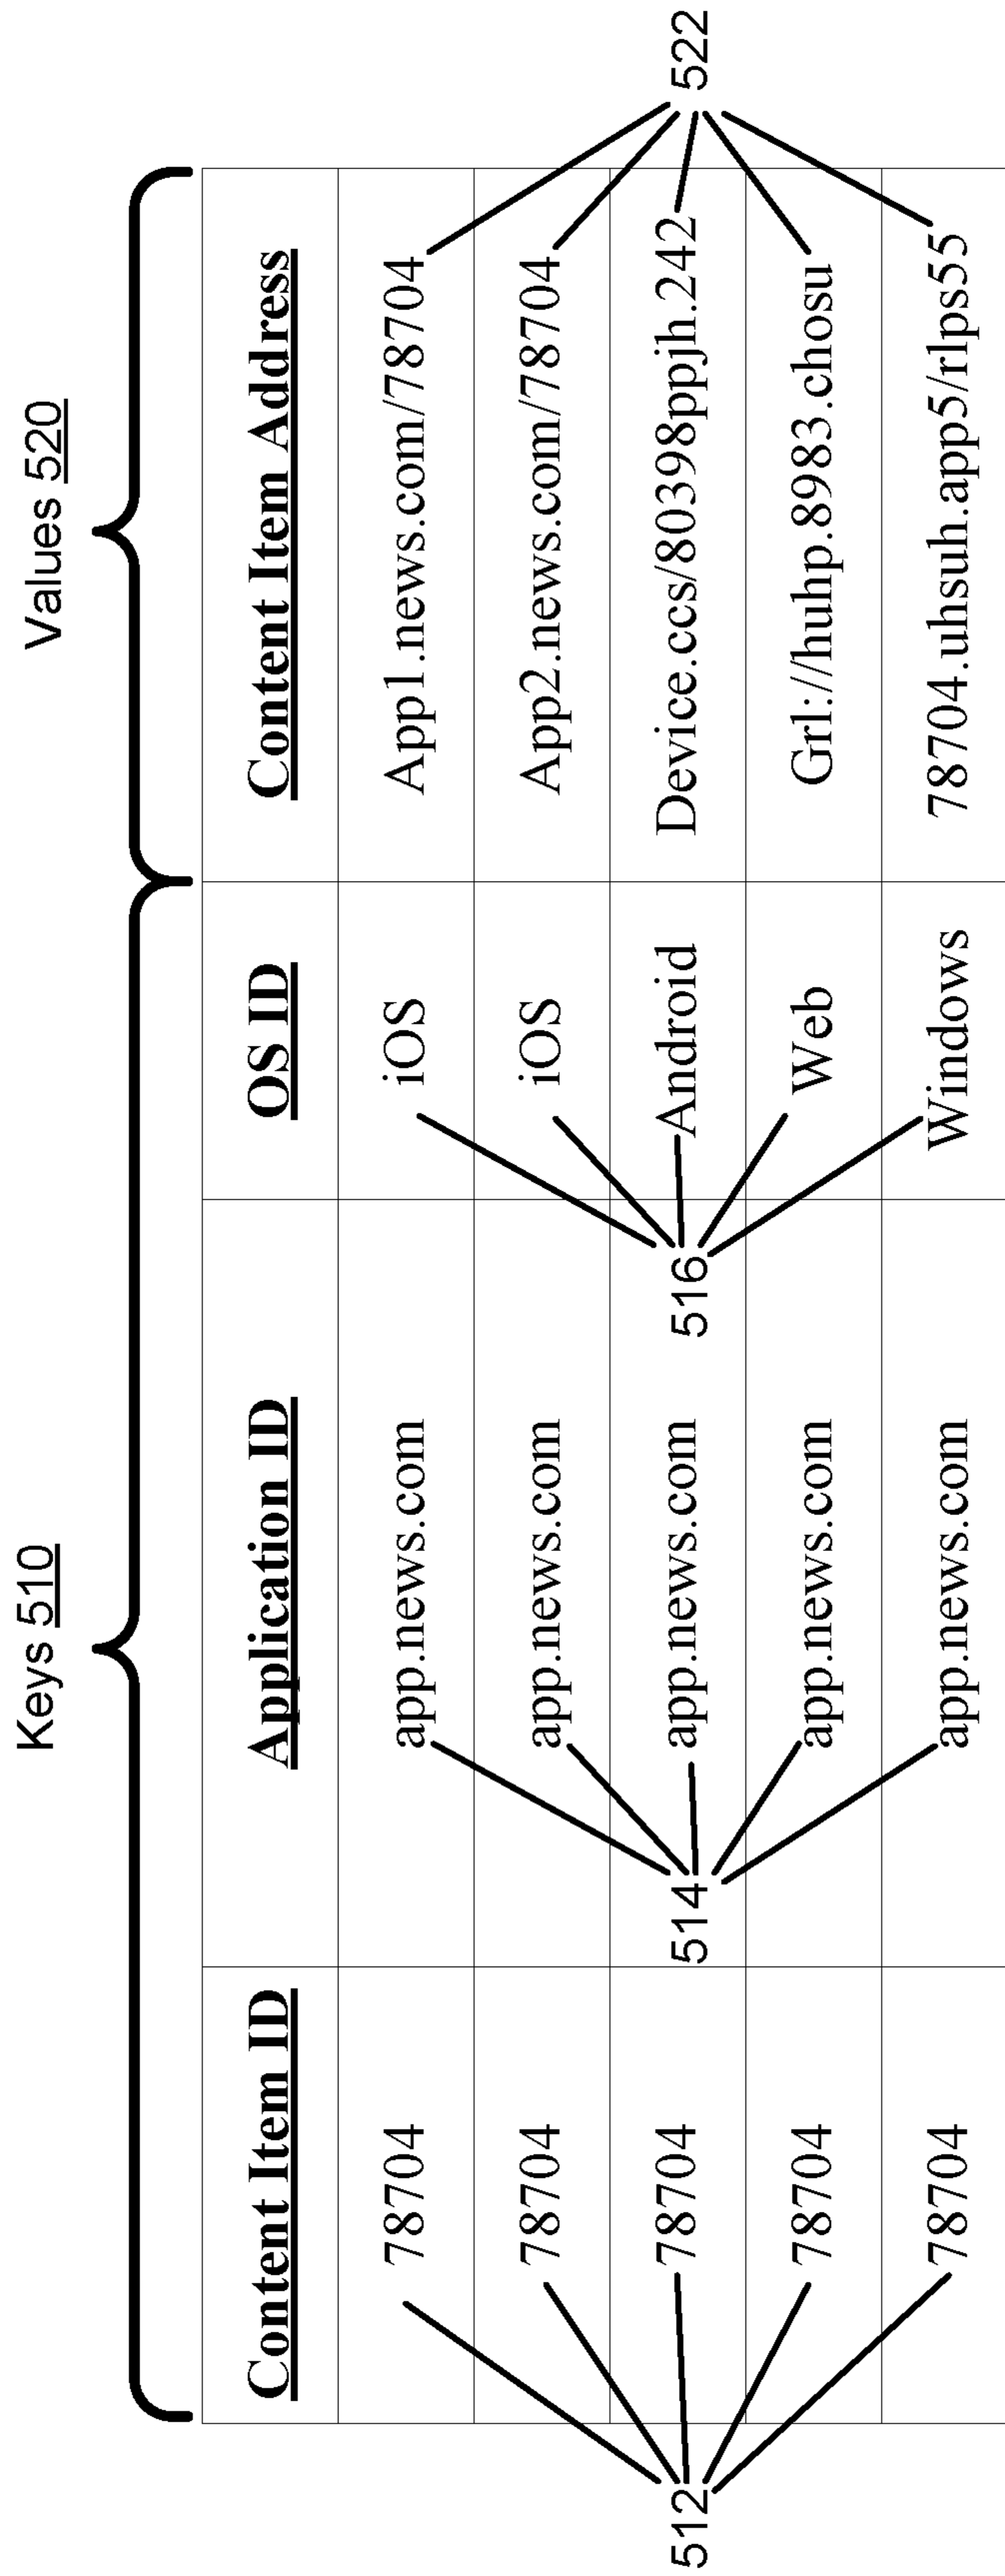 Keys 510 Values 520
Content Item ID Application ID OS ID Content Item Address
78704 app.news.com iOS App1.news.com/78704
78704 app.news.com iOS App2.news.com/78704
512 78704 514 app.news.com 516 Android Device.ccs/80398ppjh.242 522
78704 app.news.com Web Grl://huhp.8983.chosu
78704 app.news.com Windows 78704.uhsuh.app5/rlps55